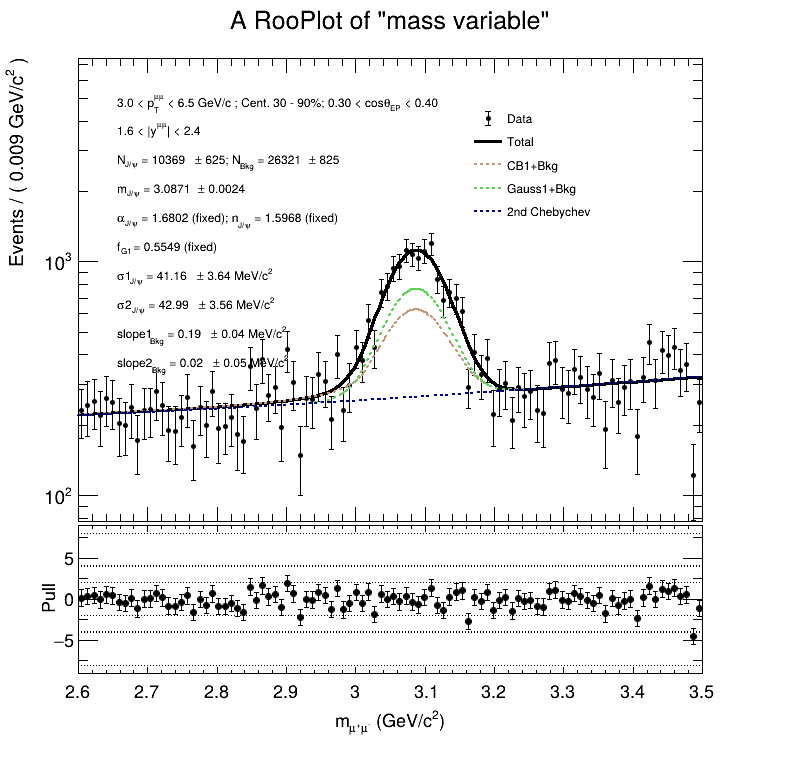 A RooPlot of "mass variable"
Events / ( 0.009 GeV/c² )
3.0 < p_T^μμ < 6.5 GeV/c ; Cent. 30 - 90%; 0.30 < cosθ_EP < 0.40
1.6 < |y^μμ| < 2.4
N_J/ψ = 10369 ± 625; N_Bkg = 26321 ± 825
m_J/ψ = 3.0871 ± 0.0024
α_J/ψ = 1.6802 (fixed); n_J/ψ = 1.5968 (fixed)
f_G1 = 0.5549 (fixed)
σ1_J/ψ = 41.16 ± 3.64 MeV/c²
σ2_J/ψ = 42.99 ± 3.56 MeV/c²
slope1_Bkg = 0.19 ± 0.04 MeV/c²
slope2_Bkg = 0.02 ± 0.05 MeV/c²
Data
Total
CB1+Bkg
Gauss1+Bkg
2nd Chebychev
10³
10²
Pull
5
0
−5
2.6 2.7 2.8 2.9 3 3.1 3.2 3.3 3.4 3.5
m_μ⁺μ⁻ (GeV/c²)